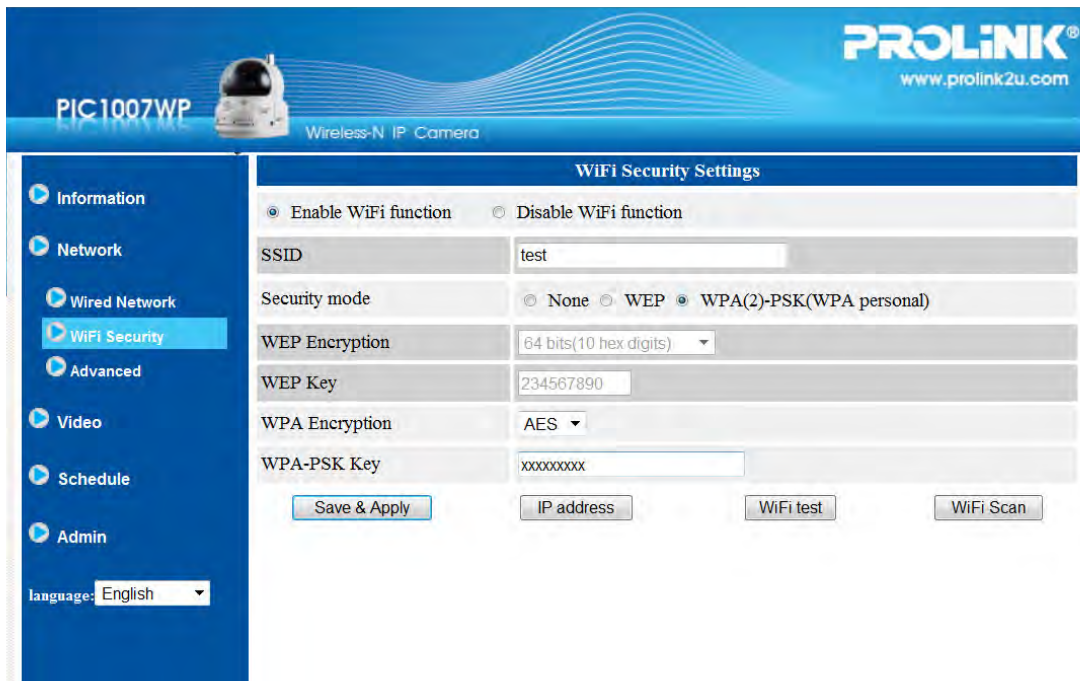 PROLiNK®
www.prolink2u.com
PIC1007WP
Wireless-N IP Camera
WiFi Security Settings
Information
Enable WiFi function Disable WiFi function
Network
SSID test
Wired Network
Security mode None WEP WPA(2)-PSK(WPA personal)
WiFi Security
WEP Encryption 64 bits(10 hex digits)
Advanced
WEP Key 234567890
Video
WPA Encryption AES
WPA-PSK Key xxxxxxxxx
Schedule
Save & Apply IP address WiFi test WiFi Scan
Admin
language: English